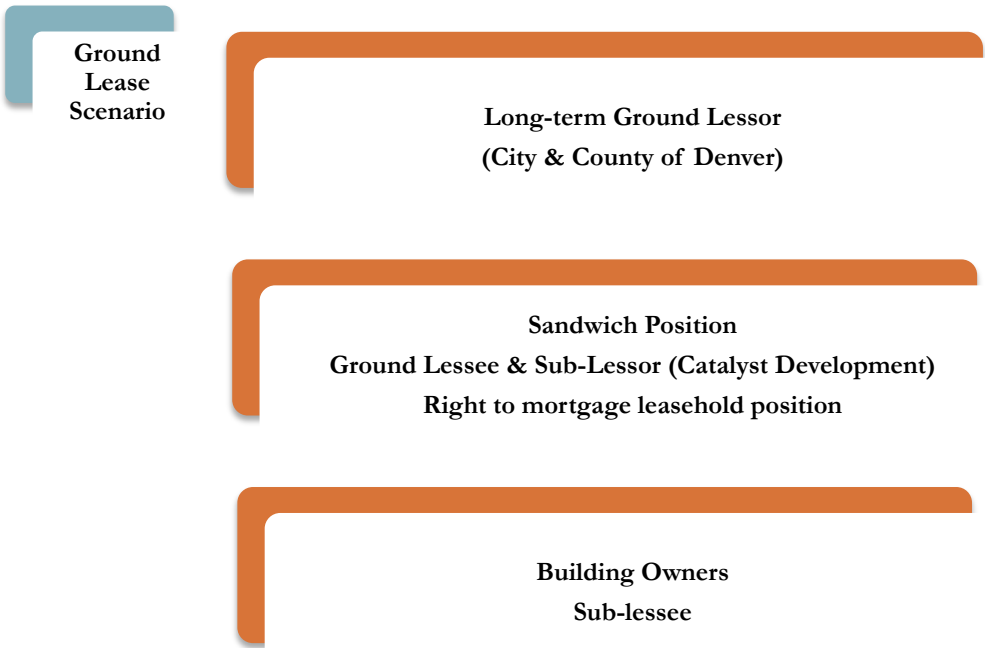 Ground
Lease
Scenario
Long-term Ground Lessor
(City & County of Denver)
Sandwich Position
Ground Lessee & Sub-Lessor (Catalyst Development)
Right to mortgage leasehold position
Building Owners
Sub-lessee